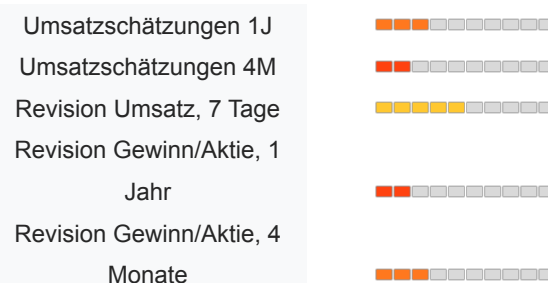 Umsatzschätzungen 1J
Umsatzschätzungen 4M
Revision Umsatz, 7 Tage
Revision Gewinn/Aktie, 1
Jahr
Revision Gewinn/Aktie, 4
Monate